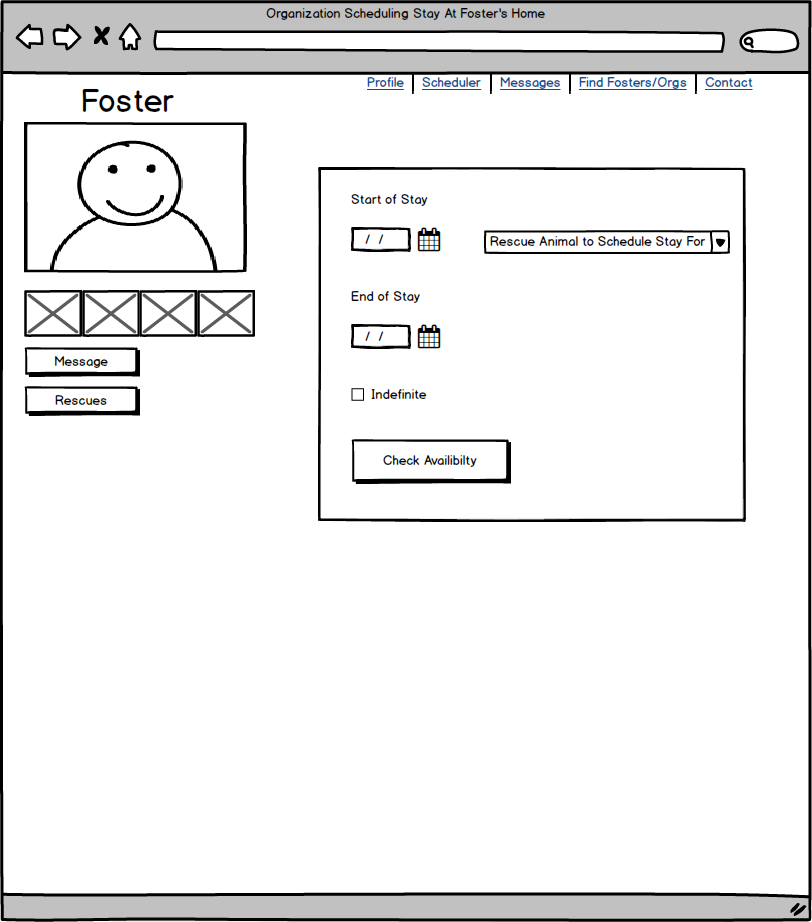 Organization Scheduling Stay At Foster's Home
Profile Scheduler Messages Find Fosters/Orgs Contact
Foster
Start of Stay
/ /
Rescue Animal to Schedule Stay For
End of Stay
/ /
Message
Indefinite
Rescues
Check Availibilty